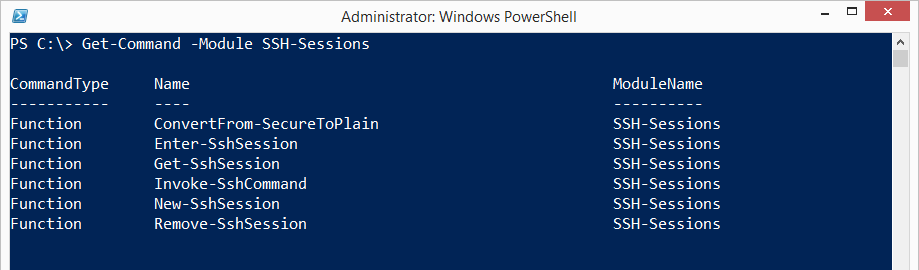 Administrator: Windows PowerShell
PS C:\> Get-Command -Module SSH-Sessions
CommandType Name ModuleName
----------- ---- ----------
Function ConvertFrom-SecureToPlain SSH-Sessions
Function Enter-SshSession SSH-Sessions
Function Get-SshSession SSH-Sessions
Function Invoke-SshCommand SSH-Sessions
Function New-SshSession SSH-Sessions
Function Remove-SshSession SSH-Sessions